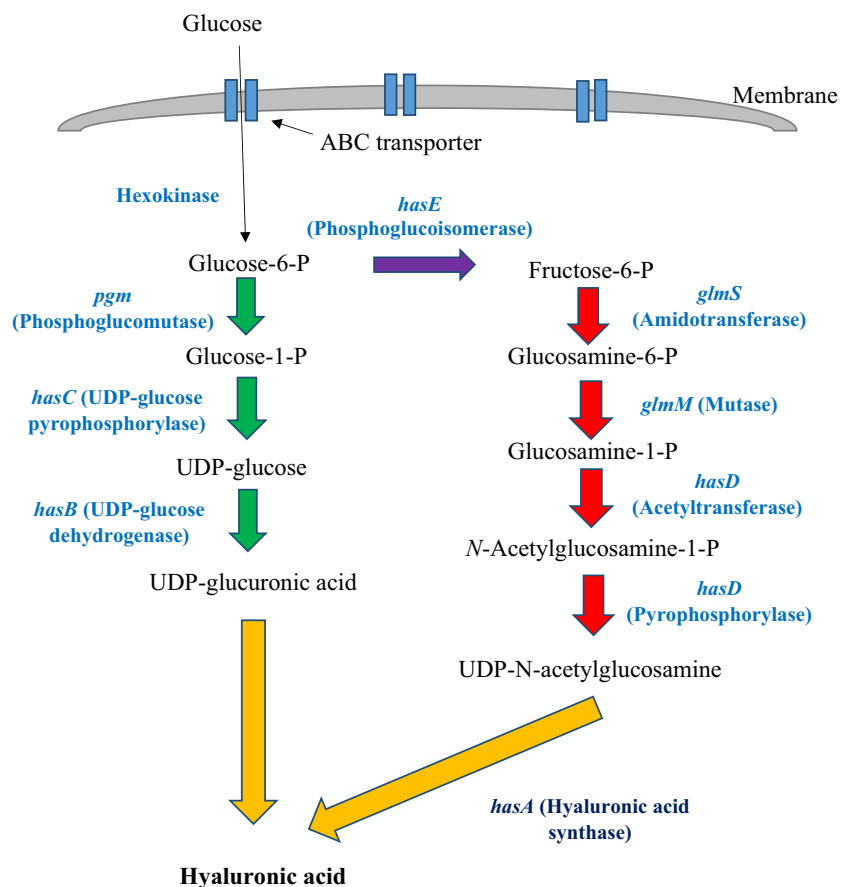 Glucose
Membrane
ABC transporter
Hexokinase
hasE
(Phosphoglucoisomerase)
Glucose-6-P
Fructose-6-P
pgm
(Phosphoglucomutase)
glmS
(Amidotransferase)
Glucose-1-P
Glucosamine-6-P
hasC (UDP-glucose
pyrophosphorylase)
glmM (Mutase)
Glucosamine-1-P
UDP-glucose
hasD
(Acetyltransferase)
hasB (UDP-glucose
dehydrogenase)
N-Acetylglucosamine-1-P
UDP-glucuronic acid
hasD
(Pyrophosphorylase)
UDP-N-acetylglucosamine
hasA (Hyaluronic acid
synthase)
Hyaluronic acid